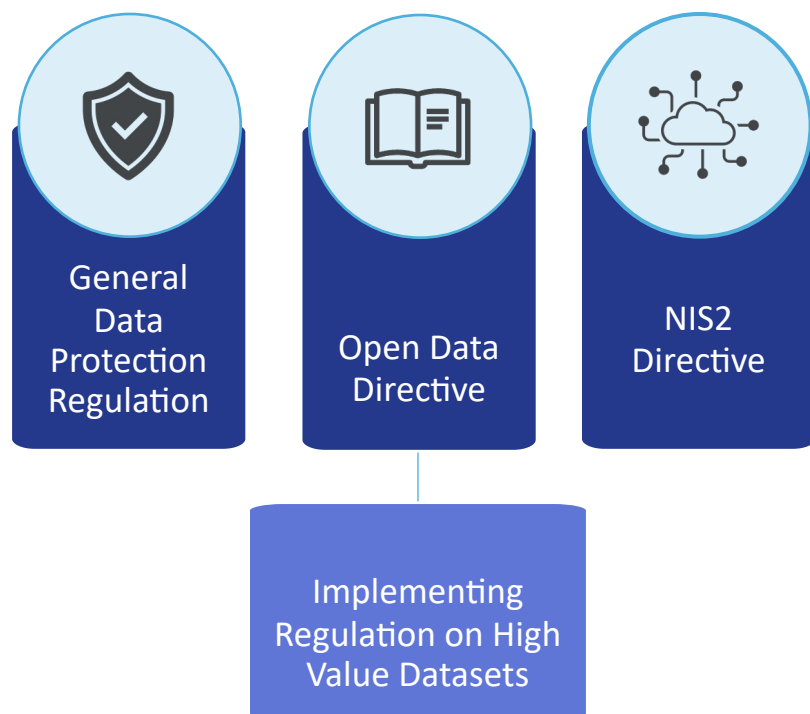 General
Data
Protection
Regulation
Open Data
Directive
NIS2
Directive
Implementing
Regulation on High
Value Datasets